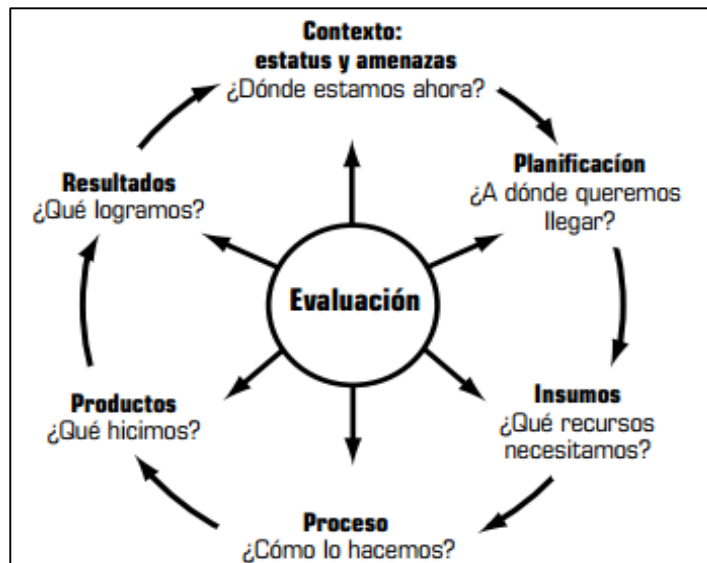 Contexto:
estatus y amenazas
¿Dónde estamos ahora?
Planificacíon
¿A dónde queremos
llegar?
Insumos
¿Qué recursos
necesitamos?
Proceso
¿Cómo lo hacemos?
Productos
¿Qué hicimos?
Resultados
¿Qué logramos?
Evaluación